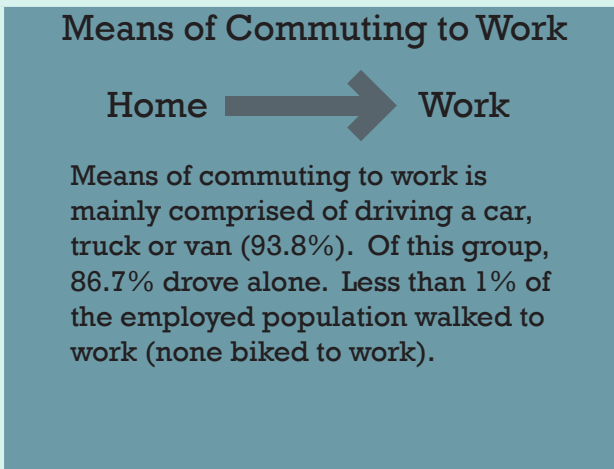 Means of Commuting to Work
Home Work
Means of commuting to work is
mainly comprised of driving a car,
truck or van (93.8%). Of this group,
86.7% drove alone. Less than 1% of
the employed population walked to
work (none biked to work).